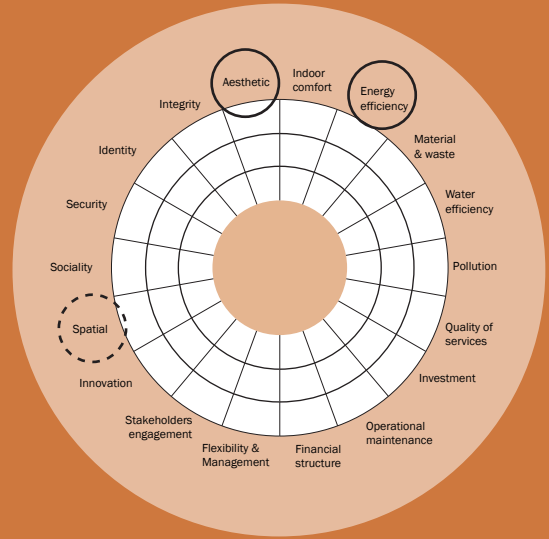 Aesthetic
Indoor
comfort
Energy
efficiency
Material
& waste
Water
efficiency
Pollution
Quality of
services
Investment
Operational
maintenance
Financial
structure
Flexibility &
Management
Stakeholders
engagement
Innovation
Spatial
Sociality
Security
Identity
Integrity